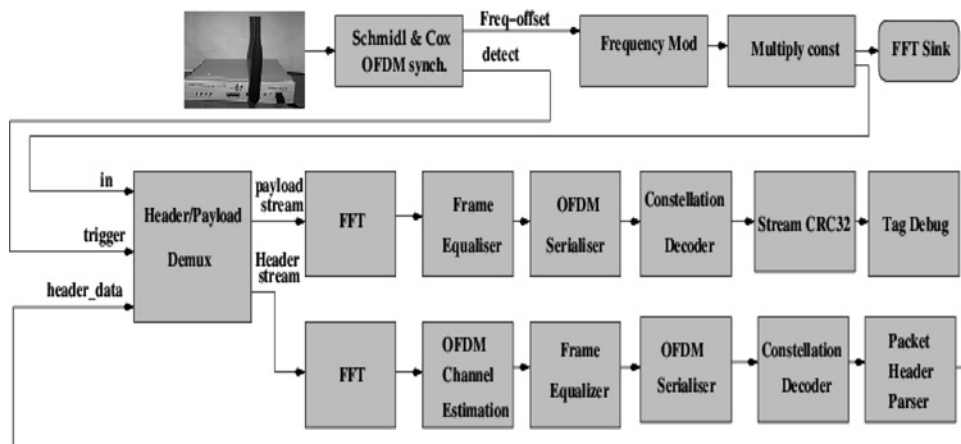 Schmidl & Cox
OFDM synch.
Freq-offset
detect
Frequency Mod
Multiply const
FFT Sink
in
trigger
header_data
Header/Payload
Demux
payload
stream
Header
stream
FFT
Frame
Equaliser
OFDM
Serialiser
Constellation
Decoder
Stream CRC32
Tag Debug
FFT
OFDM
Channel
Estimation
Frame
Equalizer
OFDM
Serialiser
Constellation
Decoder
Packet
Header
Parser